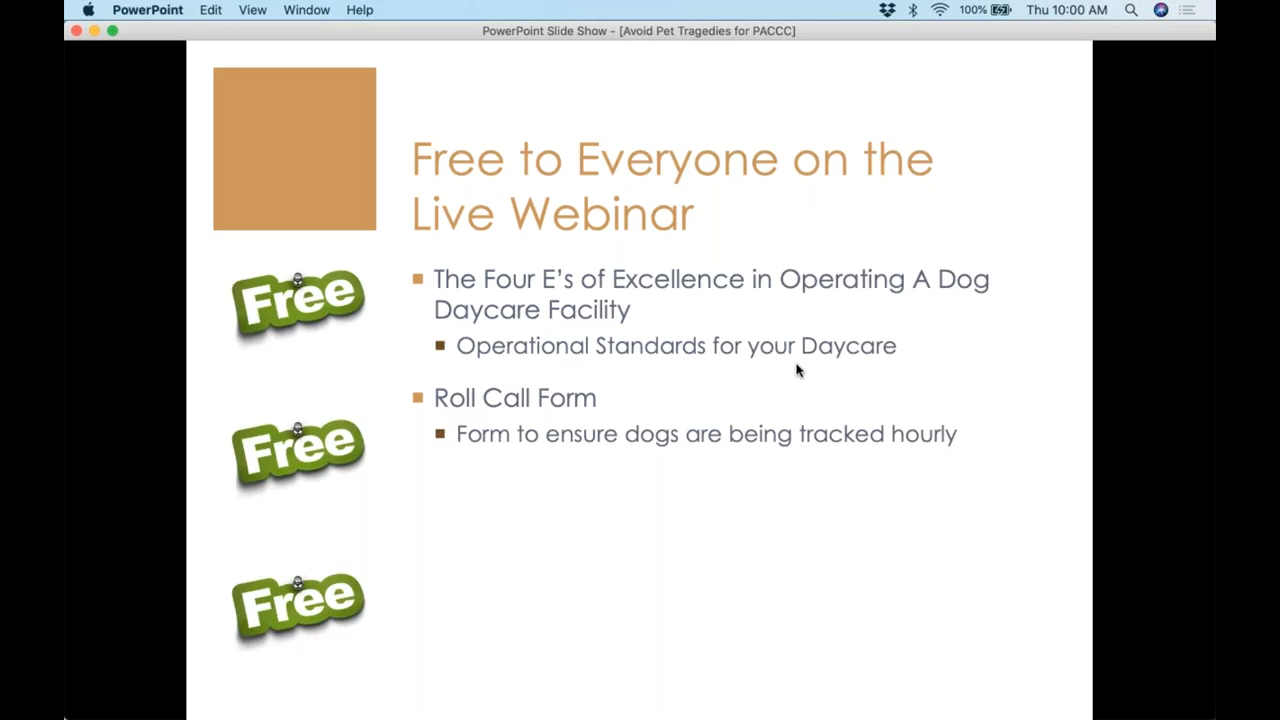 PowerPoint Edit View Window Help 100% Thu 10:00 AM
PowerPoint Slide Show - [Avoid Pet Tragedies for PACCC]
Free to Everyone on the
Live Webinar
Free
The Four E's of Excellence in Operating A Dog
Daycare Facility
Operational Standards for your Daycare
Roll Call Form
Free
Form to ensure dogs are being tracked hourly
Free